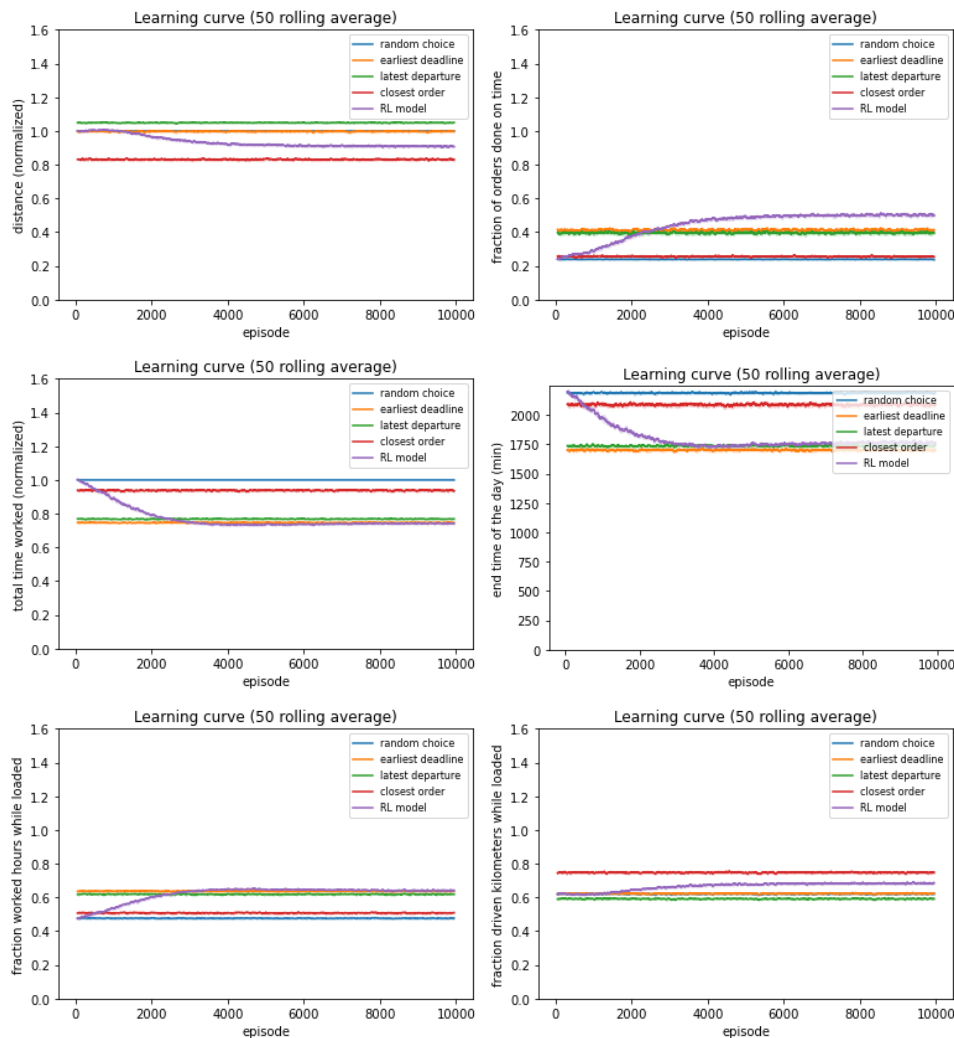 Learning curve (50 rolling average)
distance (normalized)
1.6
1.4
1.2
1.0
0.8
0.6
0.4
0.2
0.0
random choice
earliest deadline
latest departure
closest order
RL model
0 2000 4000 6000 8000 10000
episode
Learning curve (50 rolling average)
fraction of orders done on time
1.6
1.4
1.2
1.0
0.8
0.6
0.4
0.2
0.0
random choice
earliest deadline
latest departure
closest order
RL model
0 2000 4000 6000 8000 10000
episode
Learning curve (50 rolling average)
total time worked (normalized)
1.6
1.4
1.2
1.0
0.8
0.6
0.4
0.2
0.0
random choice
earliest deadline
latest departure
closest order
RL model
0 2000 4000 6000 8000 10000
episode
Learning curve (50 rolling average)
end time of the day (min)
2000
1750
1500
1250
1000
750
500
250
0
random choice
earliest deadline
latest departure
closest order
RL model
0 2000 4000 6000 8000 10000
episode
Learning curve (50 rolling average)
fraction worked hours while loaded
1.6
1.4
1.2
1.0
0.8
0.6
0.4
0.2
0.0
random choice
earliest deadline
latest departure
closest order
RL model
0 2000 4000 6000 8000 10000
episode
Learning curve (50 rolling average)
fraction driven kilometers while loaded
1.6
1.4
1.2
1.0
0.8
0.6
0.4
0.2
0.0
random choice
earliest deadline
latest departure
closest order
RL model
0 2000 4000 6000 8000 10000
episode